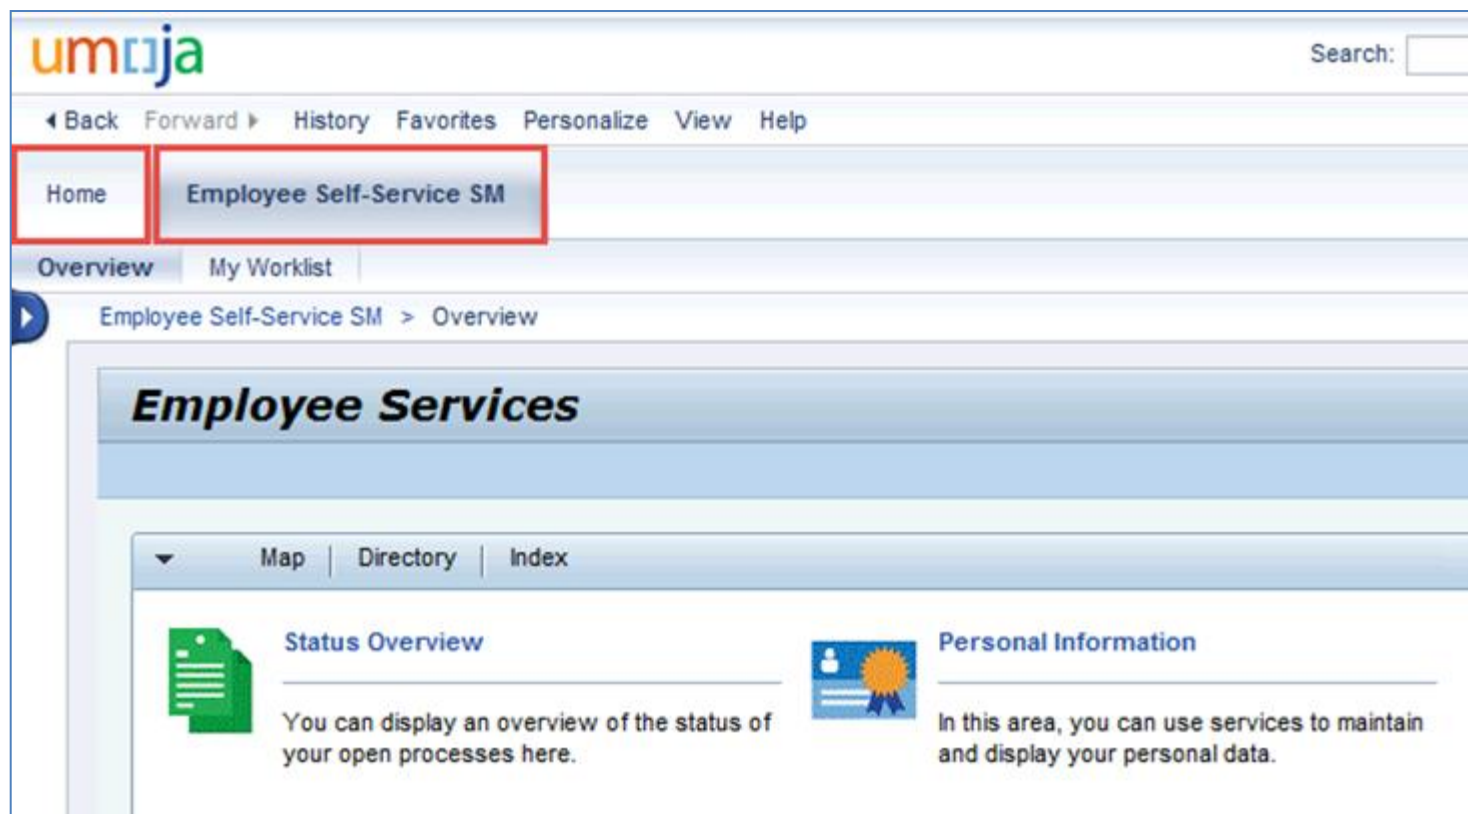 umoja
Search:
Back Forward History Favorites Personalize View Help
Home Employee Self-Service SM
Overview My Worklist
Employee Self-Service SM > Overview
Employee Services
Map Directory Index
Status Overview
You can display an overview of the status of
your open processes here.
Personal Information
In this area, you can use services to maintain
and display your personal data.